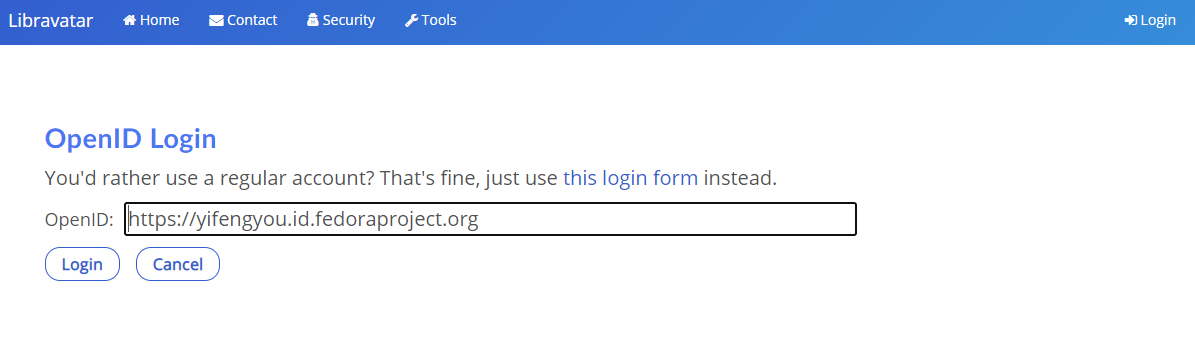 Libravatar Home Contact Security Tools Login
OpenID Login
You'd rather use a regular account? That's fine, just use this login form instead.
OpenID: https://yifengyou.id.fedoraproject.org
Login Cancel